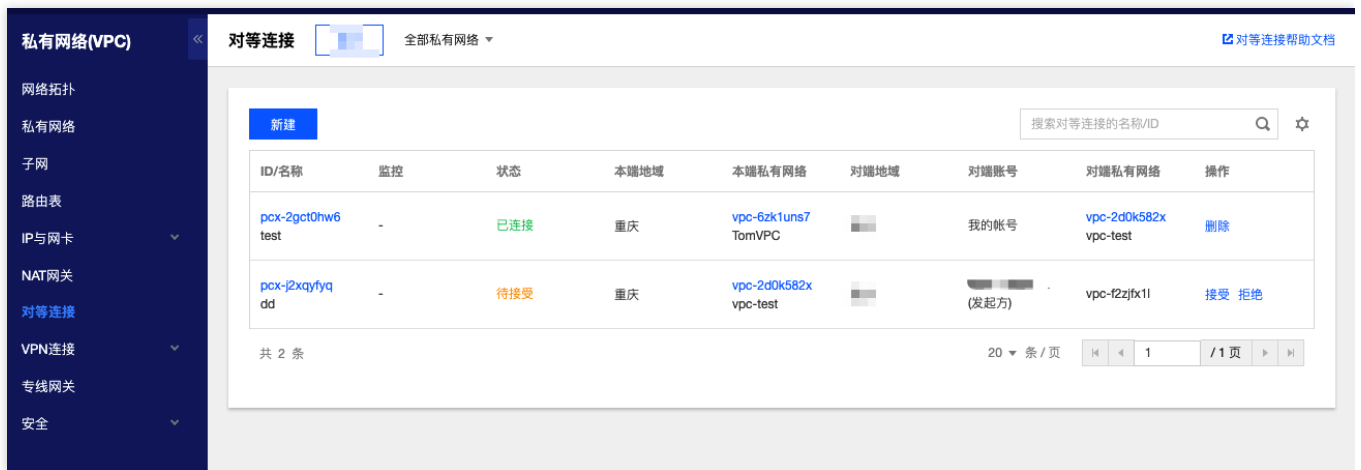 私有网络(VPC)
对等连接
全部私有网络
对等连接帮助文档
网络拓扑
私有网络
子网
路由表
IP与网卡
NAT网关
对等连接
VPN连接
专线网关
安全
新建
搜索对等连接的名称/ID
ID/名称 监控 状态 本端地域 本端私有网络 对端地域 对端账号 对端私有网络 操作
pcx-2gct0hw6 - 已连接 重庆 vpc-6zk1uns7 我的帐号 vpc-2d0k582x 删除
test TomVPC vpc-test
pcx-j2xqyfyq - 待接受 重庆 vpc-2d0k582x vpc-f2zjfx1l 接受 拒绝
dd vpc-test (发起方)
共 2 条
20 条 / 页 1 / 1 页